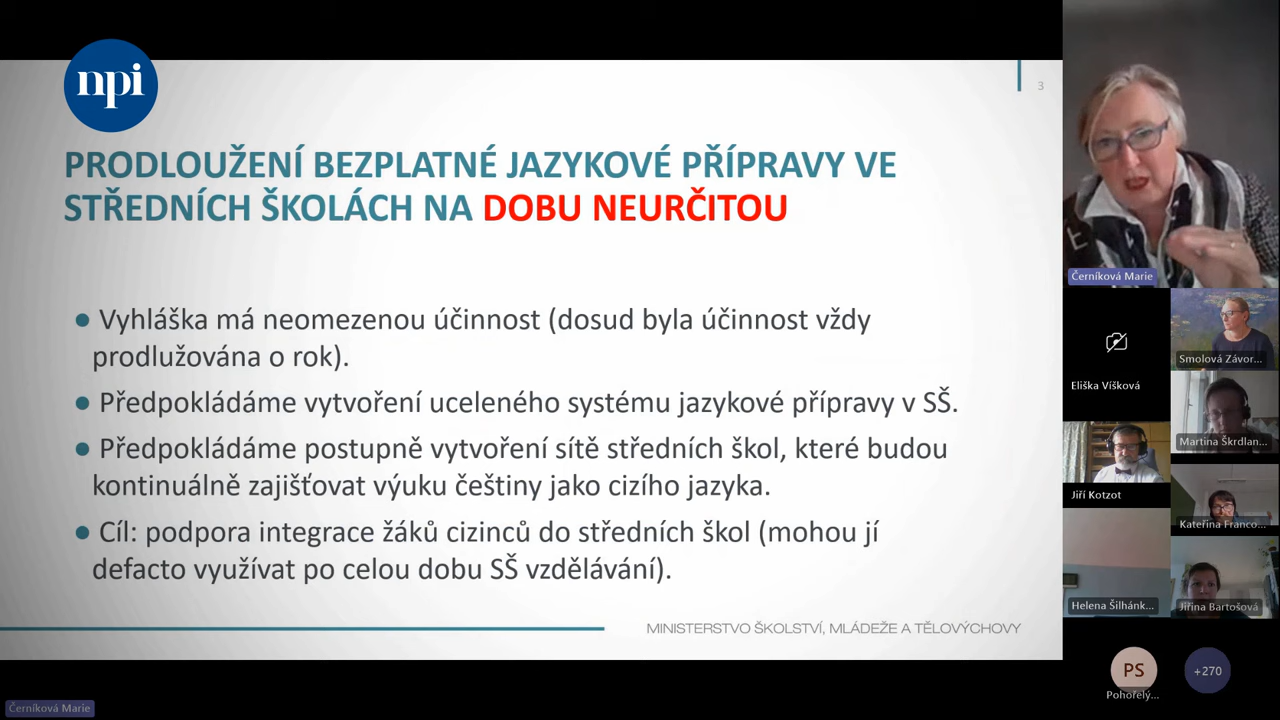 npi
3
PRODLOUŽENÍ BEZPLATNÉ JAZYKOVÉ PŘÍPRAVY VE
STŘEDNÍCH ŠKOLÁCH NA DOBU NEURČITOU
● Vyhláška má neomezenou účinnost (dosud byla účinnost vždy
prodlužována o rok).
● Předpokládáme vytvoření uceleného systému jazykové přípravy v SŠ.
● Předpokládáme postupně vytvoření sítě středních škol, které budou
kontinuálně zajišťovat výuku češtiny jako cizího jazyka.
● Cíl: podpora integrace žáků cizinců do středních škol (mohou jí
defacto využívat po celou dobu SŠ vzdělávání).
MINISTERSTVO ŠKOLSTVÍ, MLÁDEŽE A TĚLOVÝCHOVY
Černíková Marie
Černíková Marie
Smolová Závor...
Eliška Víšková
Martina Škrdlan...
Jiří Kotzot
Kateřina Franco...
Helena Šilhánk...
Jiřina Bartošová
PS
+270
Pohořelý...